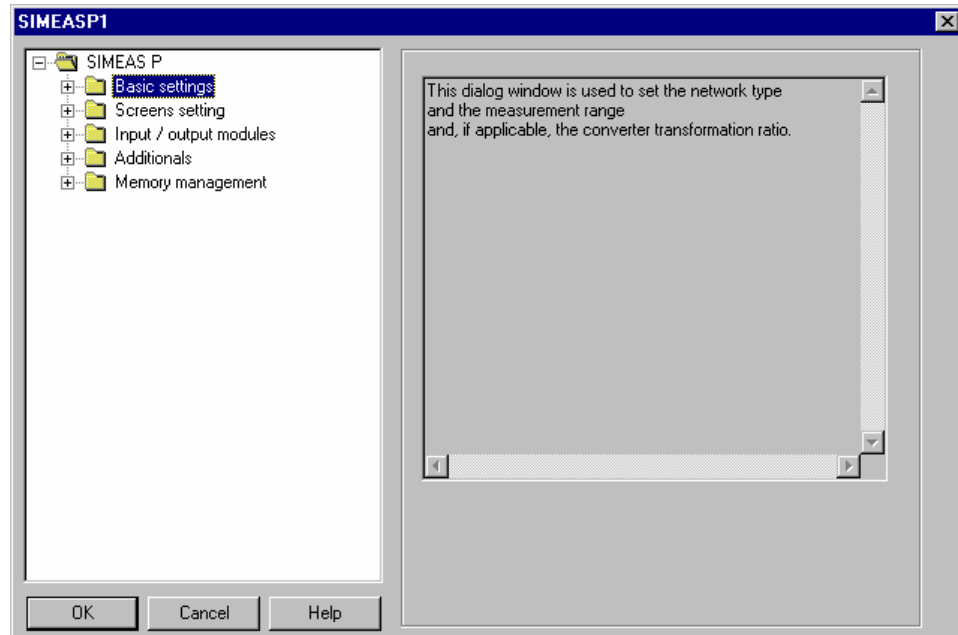 SIMEASP1
SIMEAS P
Basic settings
Screens setting
Input / output modules
Additionals
Memory management
This dialog window is used to set the network type
and the measurement range
and, if applicable, the converter transformation ratio.
OK
Cancel
Help